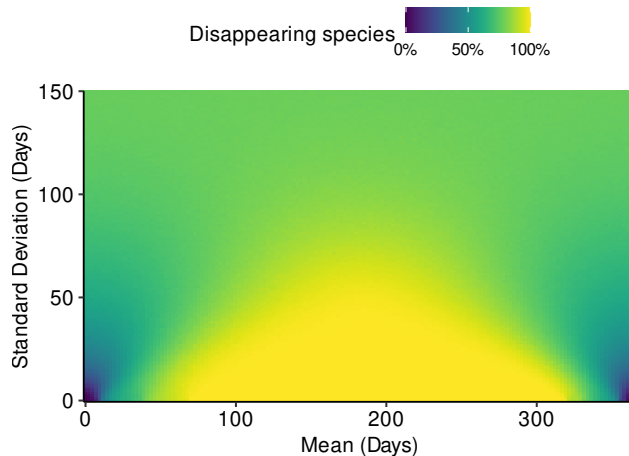 Disappearing species
0% 50% 100%
150
100
50
0
0 100 200 300
Mean (Days)
Standard Deviation (Days)